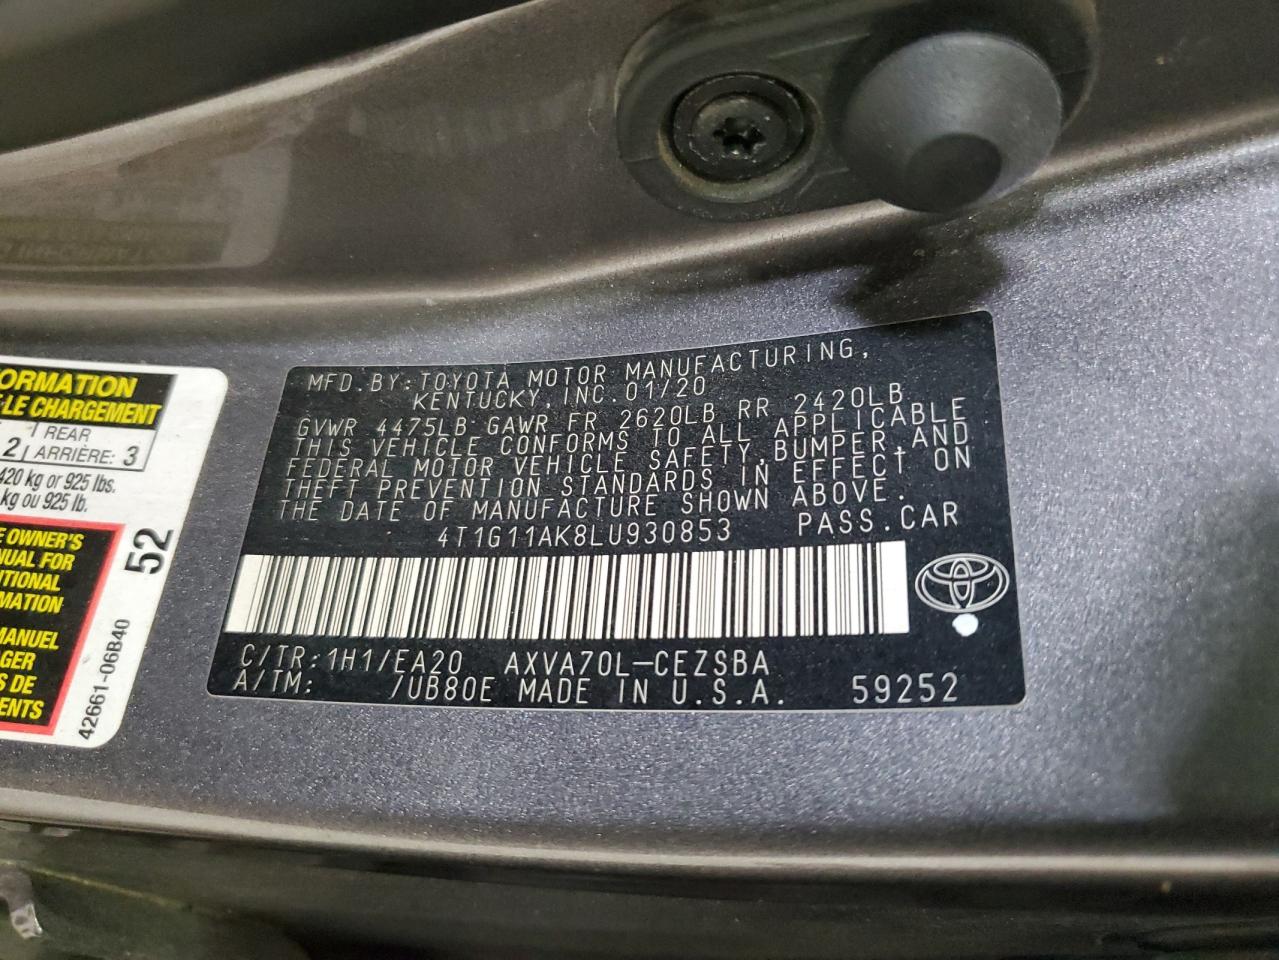 MFD. BY: TOYOTA MOTOR MANUFACTURING,
KENTUCKY, INC. 01/20
GVWR 4475LB GAWR FR 2620LB RR 2420LB
THIS VEHICLE CONFORMS TO ALL APPLICABLE
FEDERAL MOTOR VEHICLE SAFETY, BUMPER, AND
THEFT PREVENTION STANDARDS IN EFFECT ON
THE DATE OF MANUFACTURE SHOWN ABOVE.
4T1G11AK8LU930853 PASS. CAR
C/TR: 1H1/EA20 AXVA70L-CEZSBA
A/TM: /UB80E MADE IN U.S.A. 59252
ORMATION
LE CHARGEMENT
2 REAR
ARRIÈRE: 3
420 kg or 925 lbs.
kg ou 925 lb.
E OWNER'S
NUAL FOR
ITIONAL
RMATION
MANUEL
AGER
S DE
ENTS
52
42661-06B40